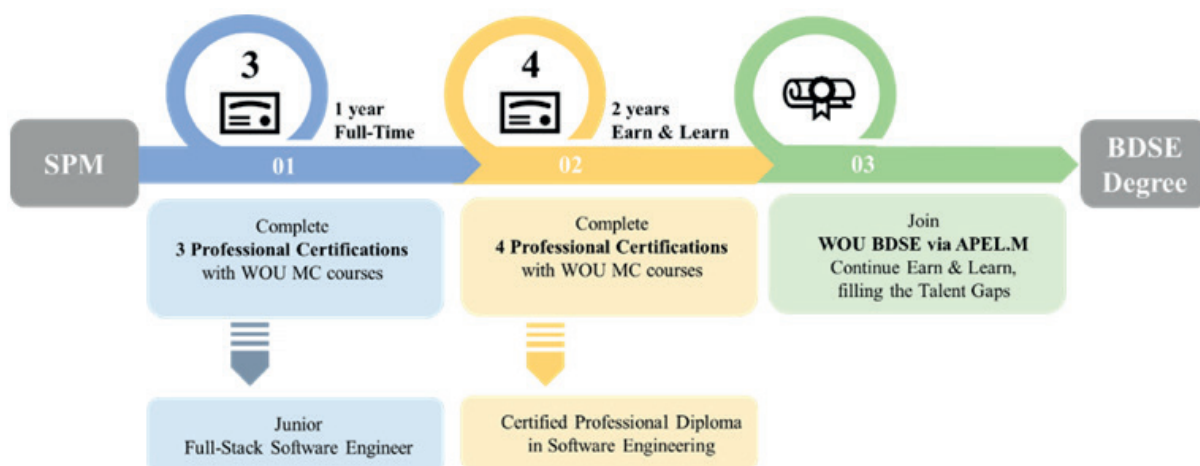 3
1 year
Full-Time
4
2 years
Earn & Learn
SPM
01
02
03
BDSE
Degree
Complete
3 Professional Certifications
with WOU MC courses
Complete
4 Professional Certifications
with WOU MC courses
Join
WOU BDSE via APEL.M
Continue Earn & Learn,
filling the Talent Gaps
Junior
Full-Stack Software Engineer
Certified Professional Diploma
in Software Engineering